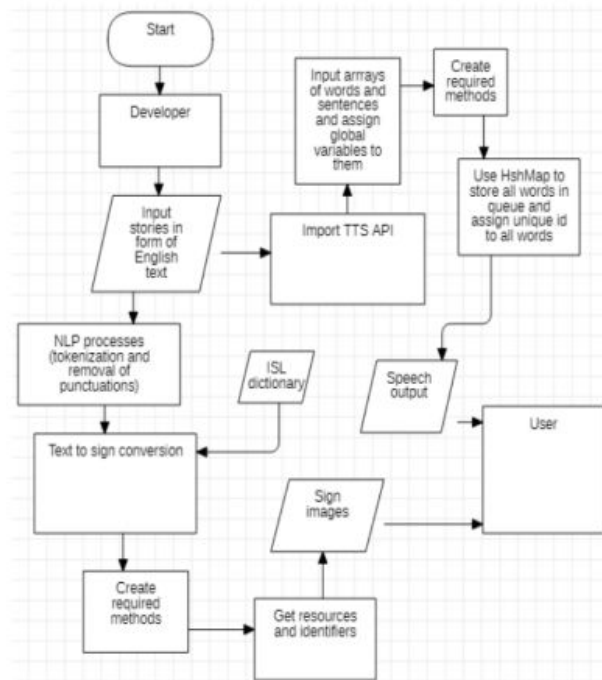 Start
Developer
Input
stories in
form of
English
text
Import TTS API
Input arrrays
of words and
sentences
and assign
global
variables to
them
Create
required
methods
Use HshMap to
store all words in
queue and
assign unique id
to all words
Speech
output
User
NLP processes
(tokenization and
removal of
punctuations)
ISL
dictionary
Text to sign conversion
Create
required
methods
Get resources
and identifiers
Sign
images